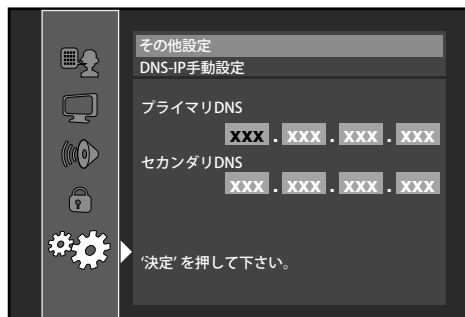 その他設定
DNS-IP手動設定
プライマリDNS
xxx . xxx . xxx . xxx
セカンダリDNS
xxx . xxx . xxx . xxx
‘決定’ を押して下さい。